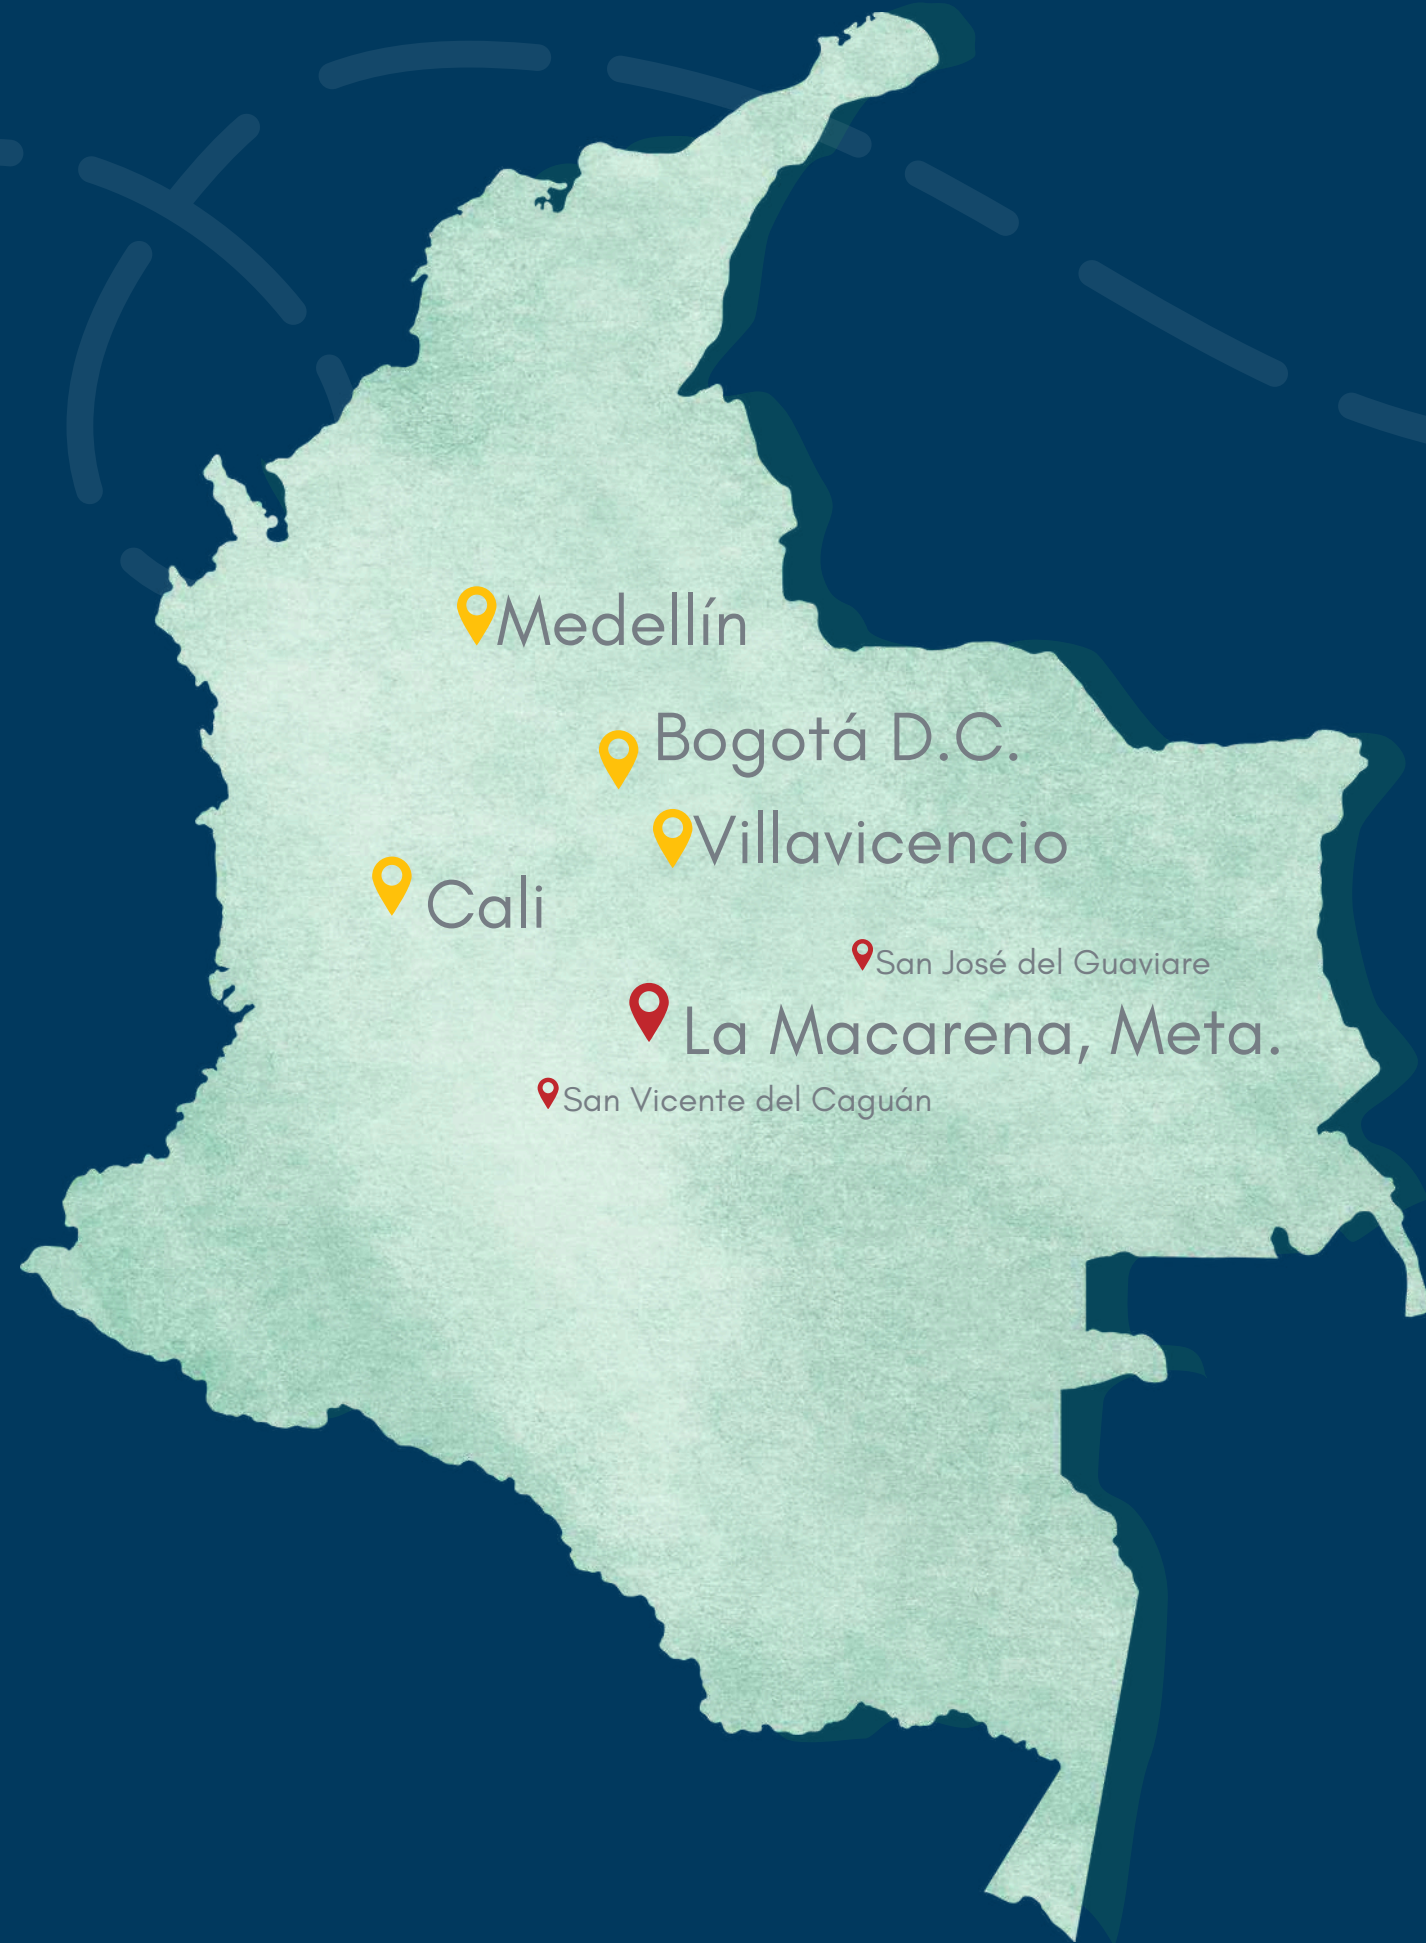 Medellín
Bogotá D.C.
Villavicencio
Cali
San José del Guaviare
La Macarena, Meta.
San Vicente del Caguán